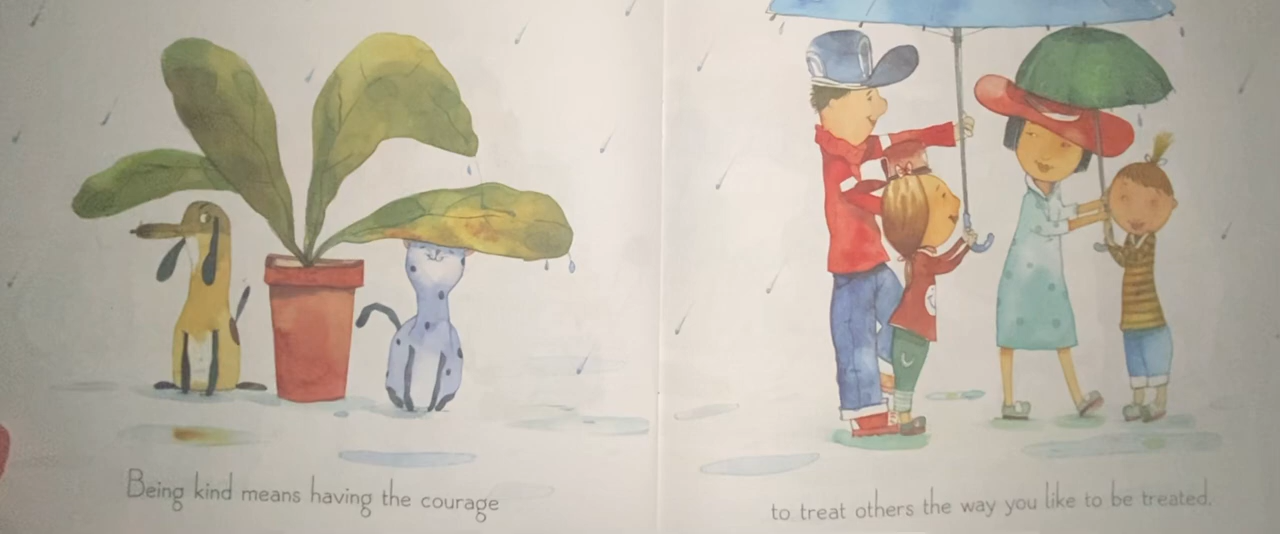 Being kind means having the courage
to treat others the way you like to be treated.